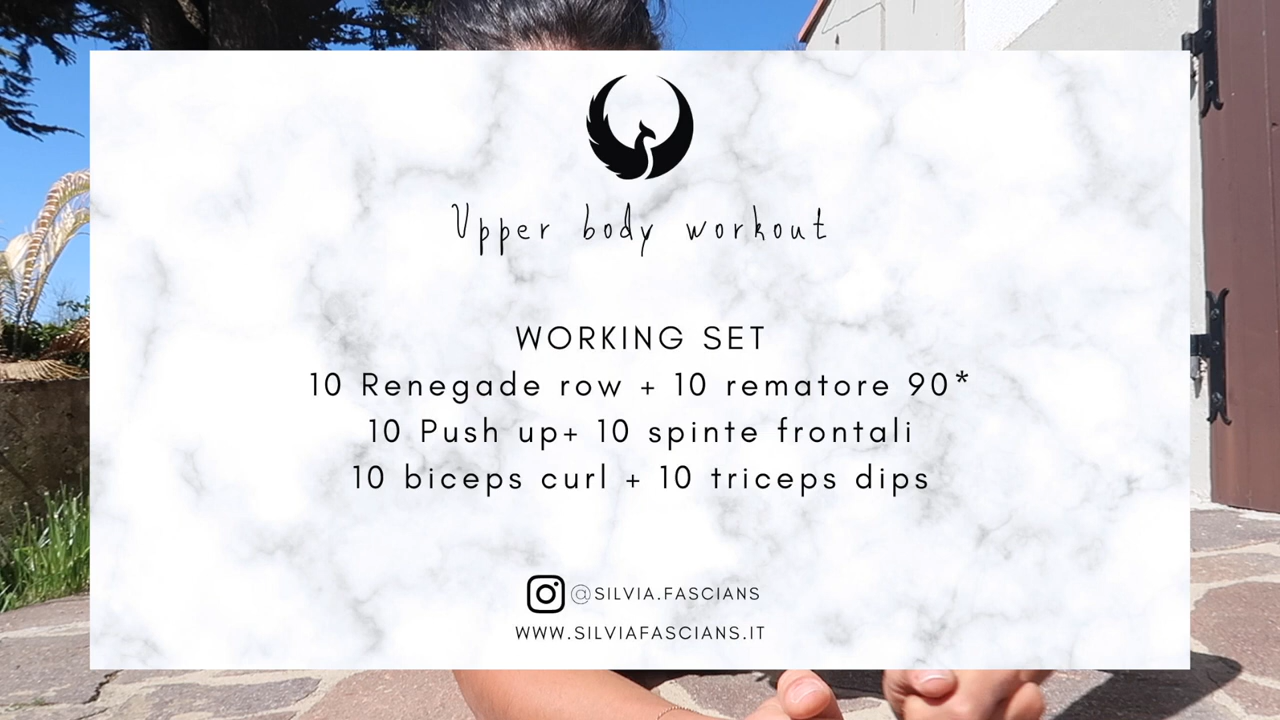 Upper body workout
WORKING SET
10 Renegade row + 10 rematore 90*
10 Push up+ 10 spinte frontali
10 biceps curl + 10 triceps dips
@SILVIA.FASCIANS
WWW.SILVIAFASCIANS.IT